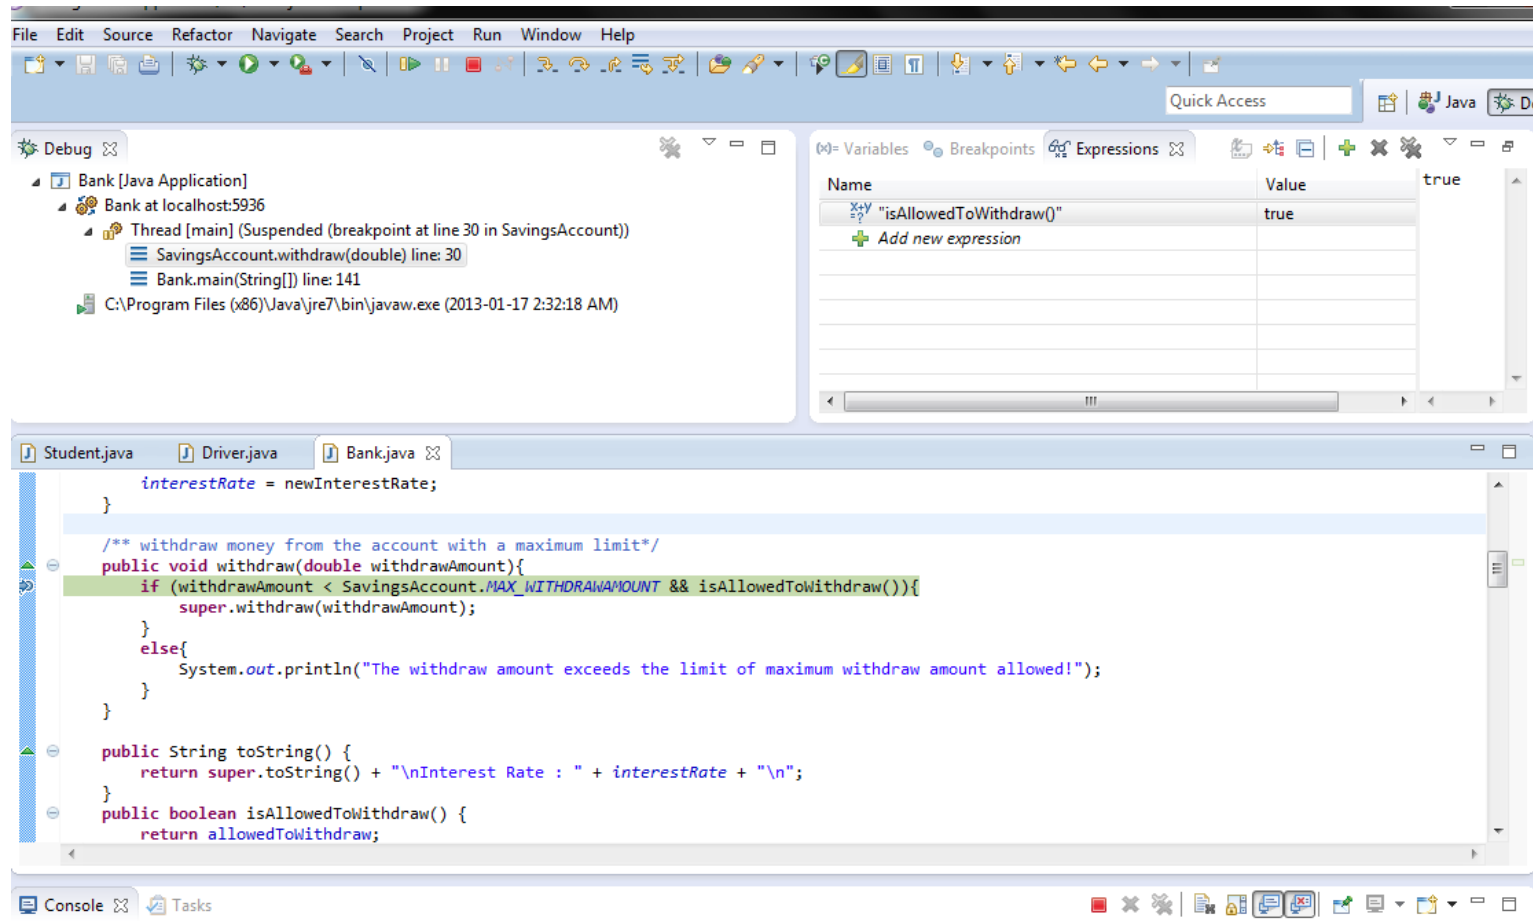 File Edit Source Refactor Navigate Search Project Run Window Help
Quick Access
Java
Debug
Bank [Java Application]
Bank at localhost:5936
Thread [main] (Suspended (breakpoint at line 30 in SavingsAccount))
SavingsAccount.withdraw(double) line: 30
Bank.main(String[]) line: 141
C:\Program Files (x86)\Java\jre7\bin\javaw.exe (2013-01-17 2:32:18 AM)
(x)= Variables Breakpoints Expressions
Name Value
"isAllowedToWithdraw()" true
Add new expression
true
Student.java Driver.java Bank.java
interestRate = newInterestRate;
}
/** withdraw money from the account with a maximum limit*/
public void withdraw(double withdrawAmount){
if (withdrawAmount < SavingsAccount.MAX_WITHDRAWAMOUNT && isAllowedToWithdraw()){
super.withdraw(withdrawAmount);
}
else{
System.out.println("The withdraw amount exceeds the limit of maximum withdraw amount allowed!");
}
}
public String toString() {
return super.toString() + "\nInterest Rate : " + interestRate + "\n";
}
public boolean isAllowedToWithdraw() {
return allowedToWithdraw;
Console Tasks